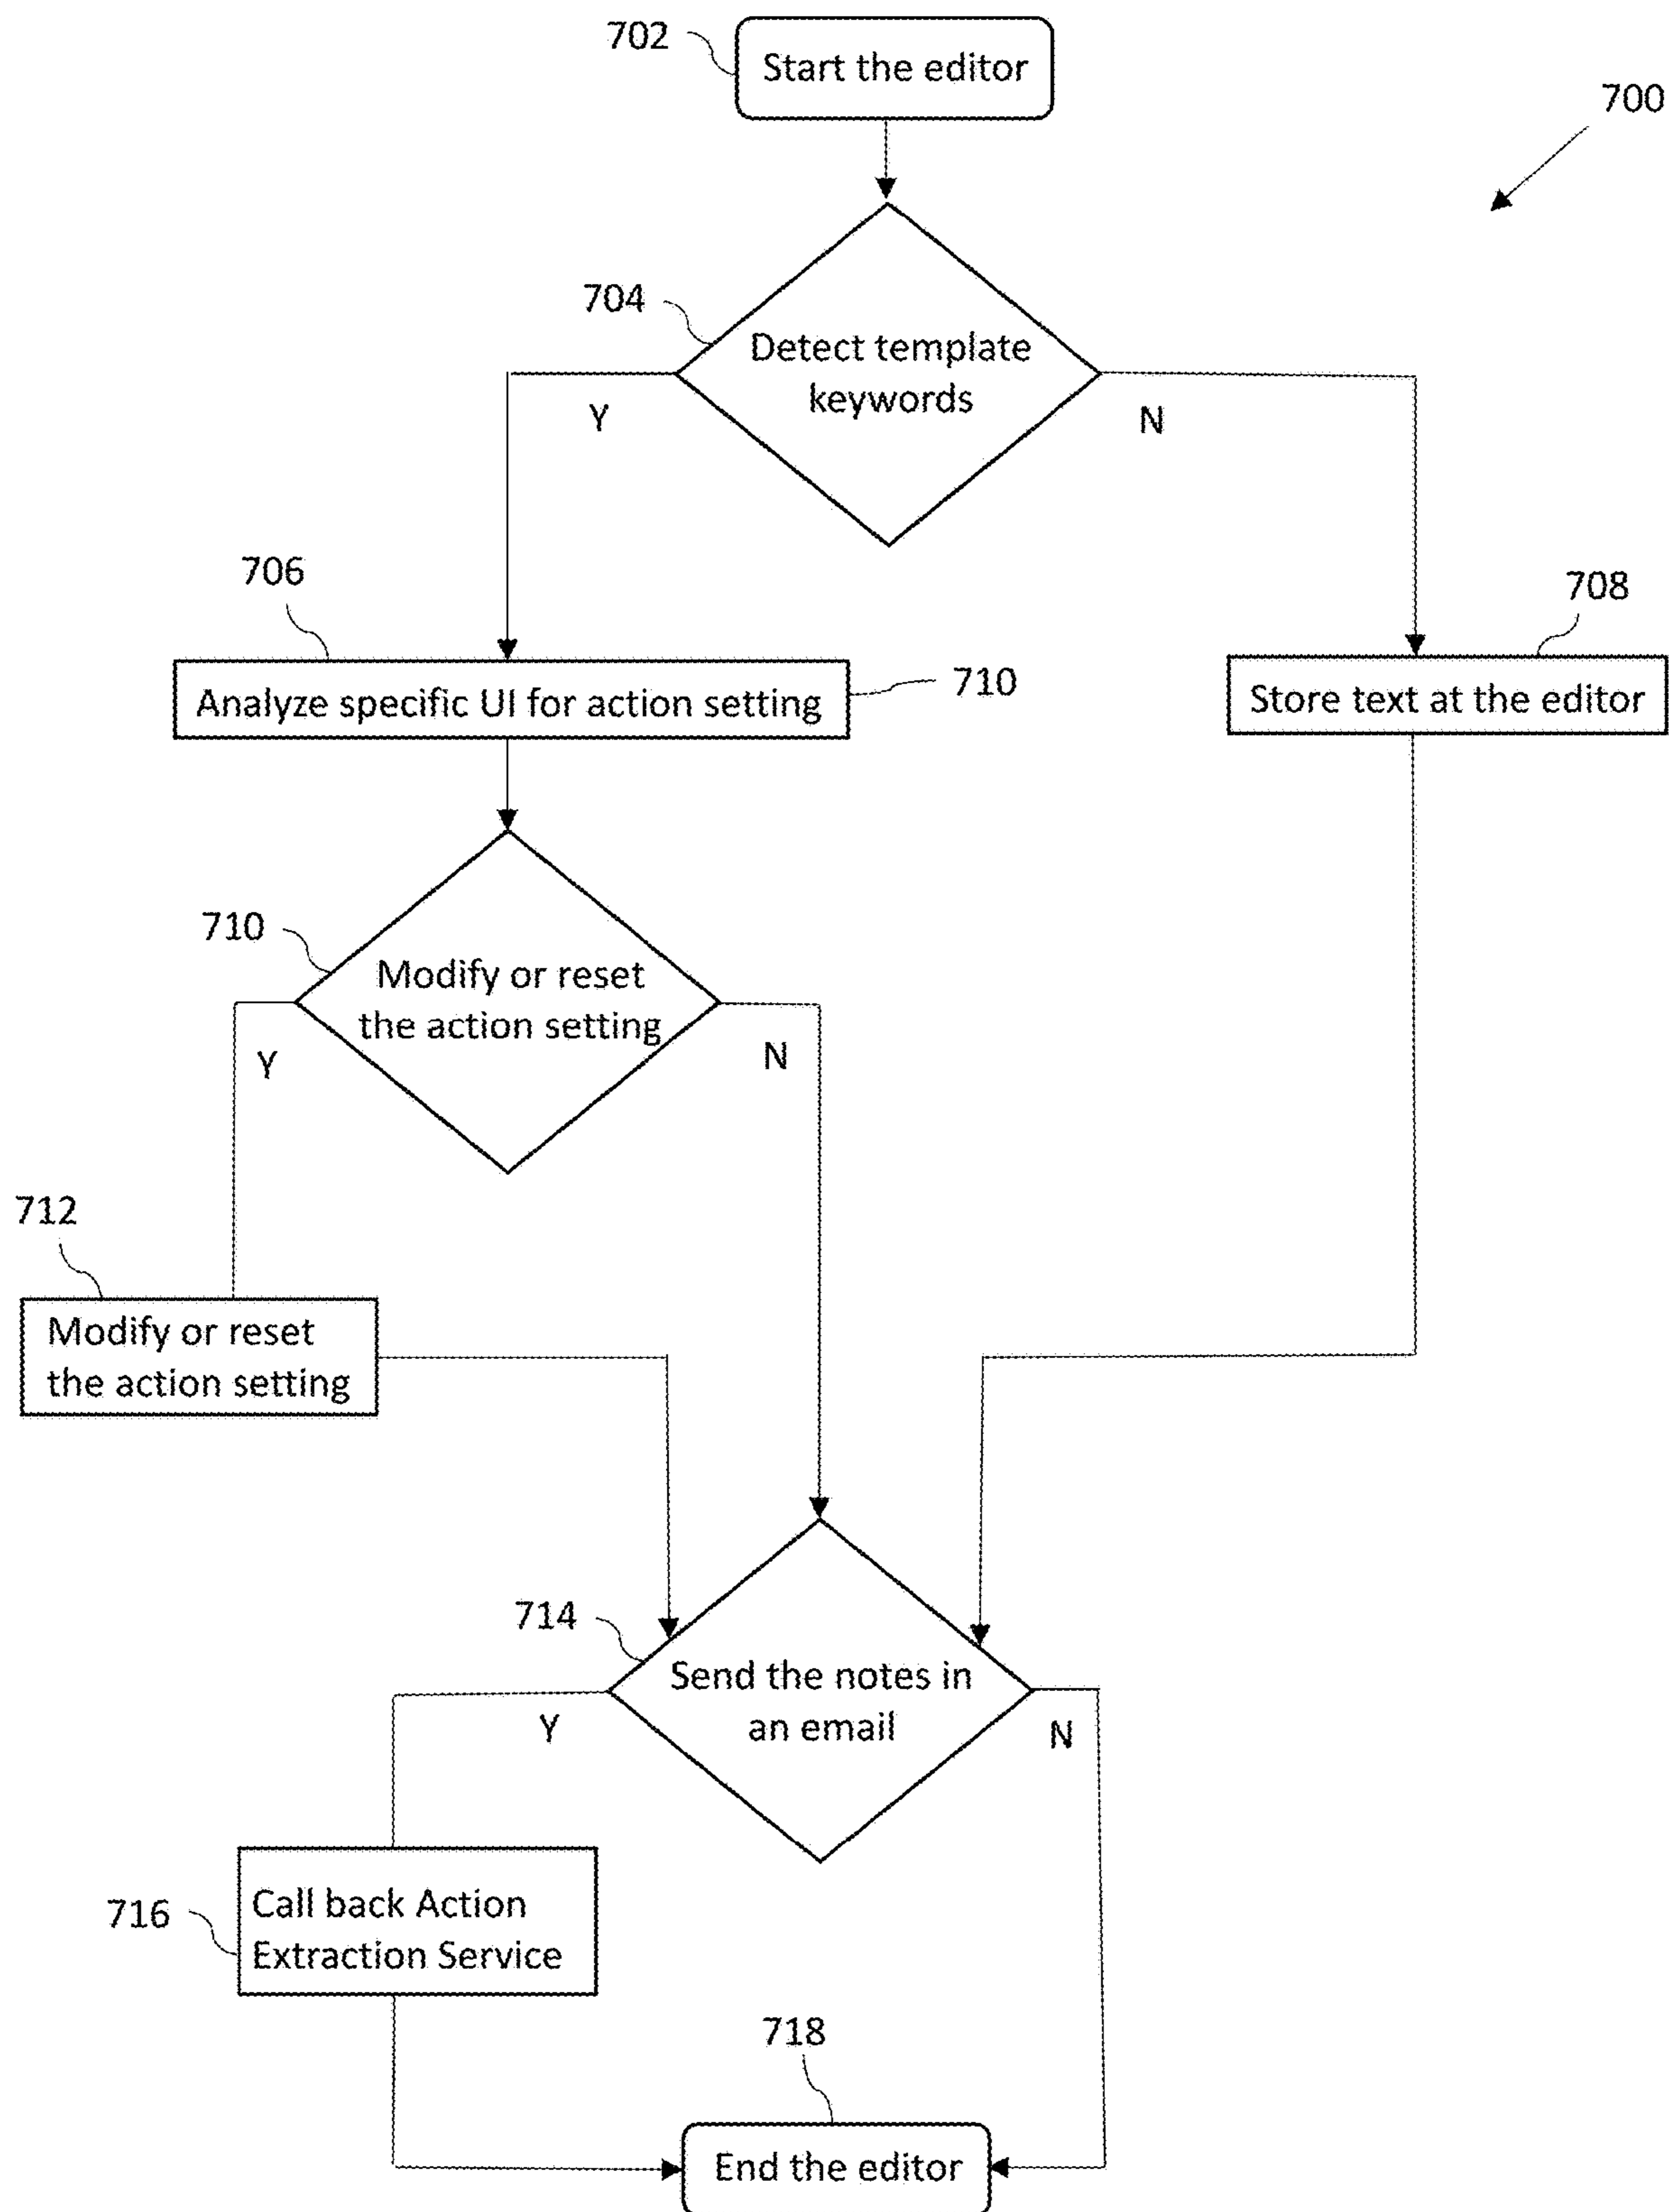 702
Start the editor
700
704
Detect template
keywords
Y
N
706
708
Analyze specific UI for action setting
710
Store text at the editor
710
Modify or reset
the action setting
Y
N
712
Modify or reset
the action setting
714
Send the notes in
an email
Y
N
716
Call back Action
Extraction Service
718
End the editor